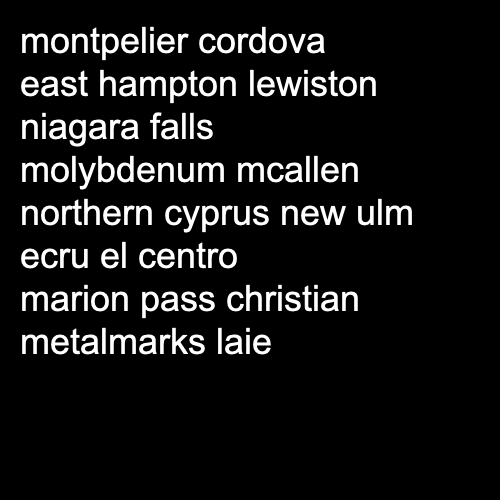 montpelier cordova
east hampton lewiston
niagara falls
molybdenum mcallen
northern cyprus new ulm
ecru el centro
marion pass christian
metalmarks laie